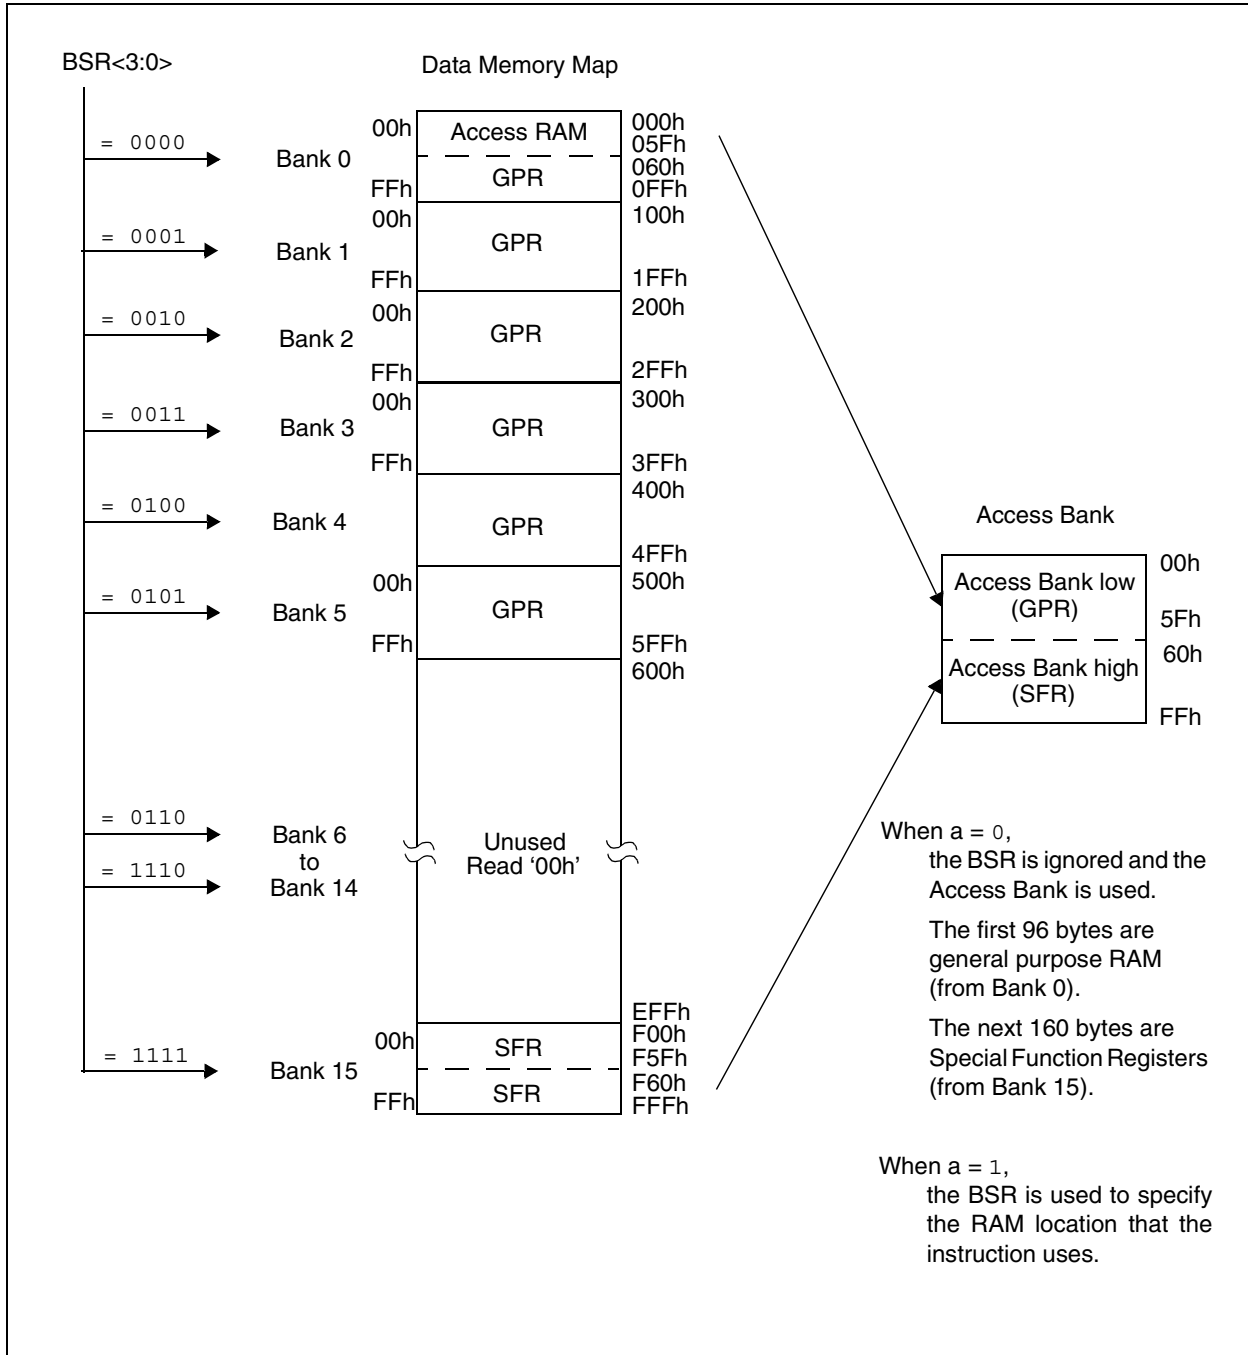 BSR<3:0>
Data Memory Map
= 0000
Bank 0
00h
FFh
Access RAM
GPR
000h
05Fh
060h
0FFh
= 0001
Bank 1
00h
FFh
GPR
100h
1FFh
= 0010
Bank 2
00h
FFh
GPR
200h
2FFh
= 0011
Bank 3
00h
FFh
GPR
300h
3FFh
= 0100
Bank 4
GPR
400h
4FFh
= 0101
Bank 5
00h
FFh
GPR
500h
5FFh
600h
= 0110
= 1110
Bank 6
to
Bank 14
Unused
Read ‘00h’
EFFh
= 1111
Bank 15
00h
FFh
SFR
SFR
F00h
F5Fh
F60h
FFFh
Access Bank
Access Bank low
(GPR)
Access Bank high
(SFR)
00h
5Fh
60h
FFh
When a = 0,
the BSR is ignored and the
Access Bank is used.
The first 96 bytes are
general purpose RAM
(from Bank 0).
The next 160 bytes are
Special Function Registers
(from Bank 15).
When a = 1,
the BSR is used to specify
the RAM location that the
instruction uses.